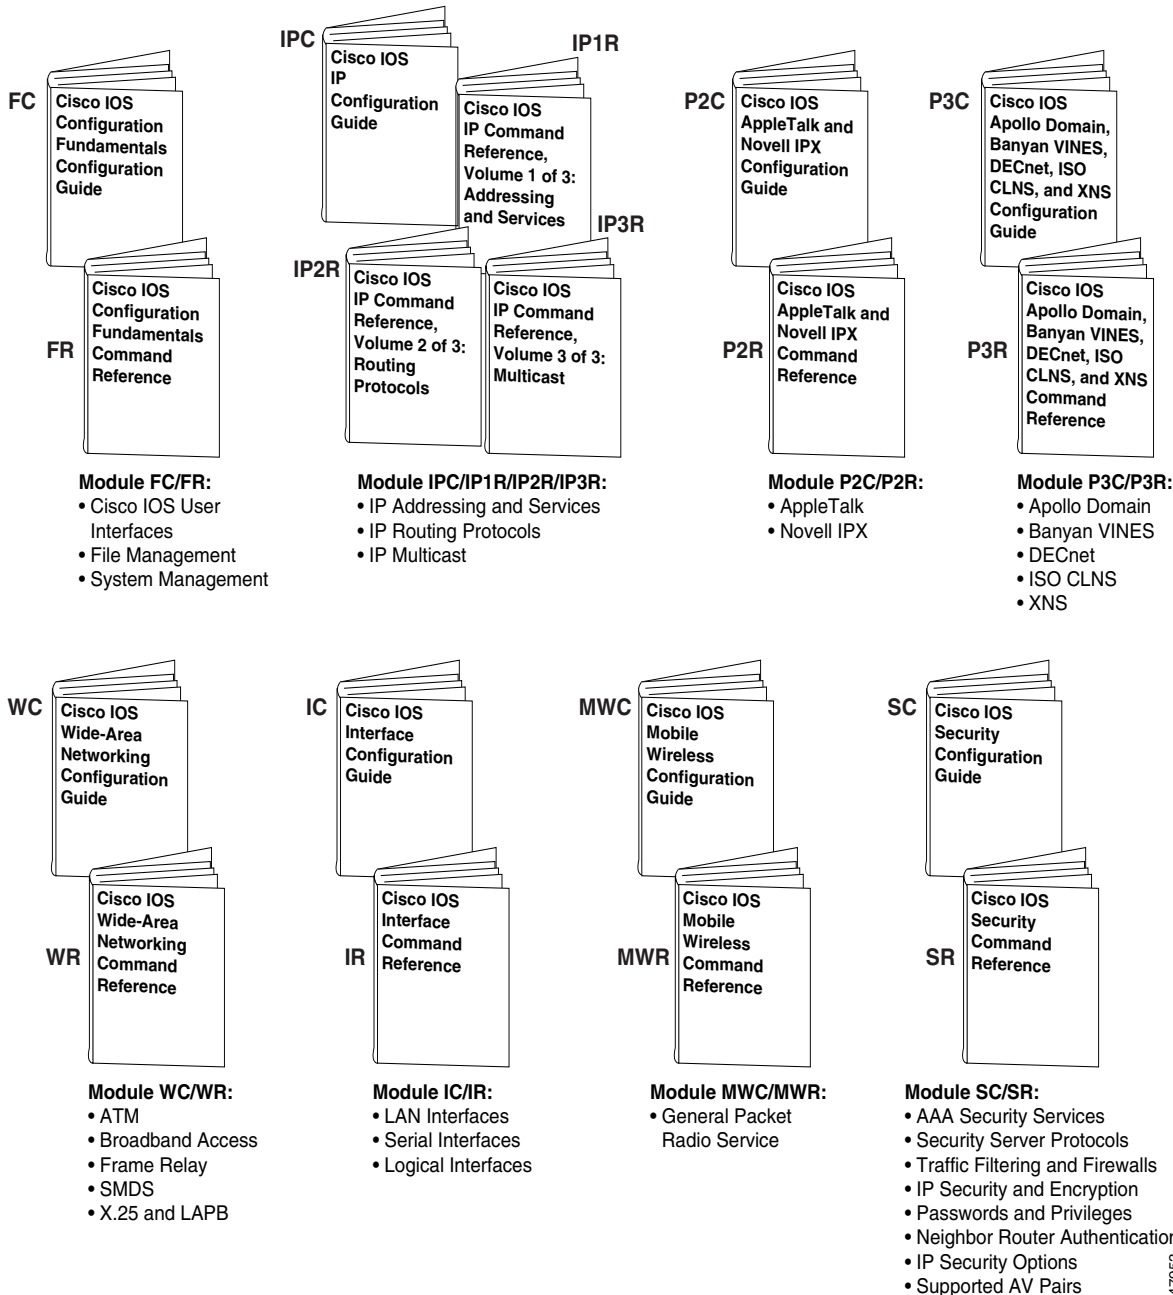 FC
Cisco IOS
Configuration
Fundamentals
Configuration
Guide
FR
Cisco IOS
Configuration
Fundamentals
Command
Reference
Module FC/FR:
• Cisco IOS User
Interfaces
• File Management
• System Management
IPC
Cisco IOS
IP
Configuration
Guide
IP1R
Cisco IOS
IP Command
Reference,
Volume 1 of 3:
Addressing
and Services
IP2R
Cisco IOS
IP Command
Reference,
Volume 2 of 3:
Routing
Protocols
IP3R
Cisco IOS
IP Command
Reference,
Volume 3 of 3:
Multicast
Module IPC/IP1R/IP2R/IP3R:
• IP Addressing and Services
• IP Routing Protocols
• IP Multicast
P2C
Cisco IOS
AppleTalk and
Novell IPX
Configuration
Guide
P2R
Cisco IOS
AppleTalk and
Novell IPX
Command
Reference
Module P2C/P2R:
• AppleTalk
• Novell IPX
P3C
Cisco IOS
Apollo Domain,
Banyan VINES,
DECnet, ISO
CLNS, and XNS
Configuration
Guide
P3R
Cisco IOS
Apollo Domain,
Banyan VINES,
DECnet, ISO
CLNS, and XNS
Command
Reference
Module P3C/P3R:
• Apollo Domain
• Banyan VINES
• DECnet
• ISO CLNS
• XNS
WC
Cisco IOS
Wide-Area
Networking
Configuration
Guide
WR
Cisco IOS
Wide-Area
Networking
Command
Reference
Module WC/WR:
• ATM
• Broadband Access
• Frame Relay
• SMDS
• X.25 and LAPB
IC
Cisco IOS
Interface
Configuration
Guide
IR
Cisco IOS
Interface
Command
Reference
Module IC/IR:
• LAN Interfaces
• Serial Interfaces
• Logical Interfaces
MWC
Cisco IOS
Mobile
Wireless
Configuration
Guide
MWR
Cisco IOS
Mobile
Wireless
Command
Reference
Module MWC/MWR:
• General Packet
Radio Service
SC
Cisco IOS
Security
Configuration
Guide
SR
Cisco IOS
Security
Command
Reference
Module SC/SR:
• AAA Security Services
• Security Server Protocols
• Traffic Filtering and Firewalls
• IP Security and Encryption
• Passwords and Privileges
• Neighbor Router Authentication
• IP Security Options
• Supported AV Pairs